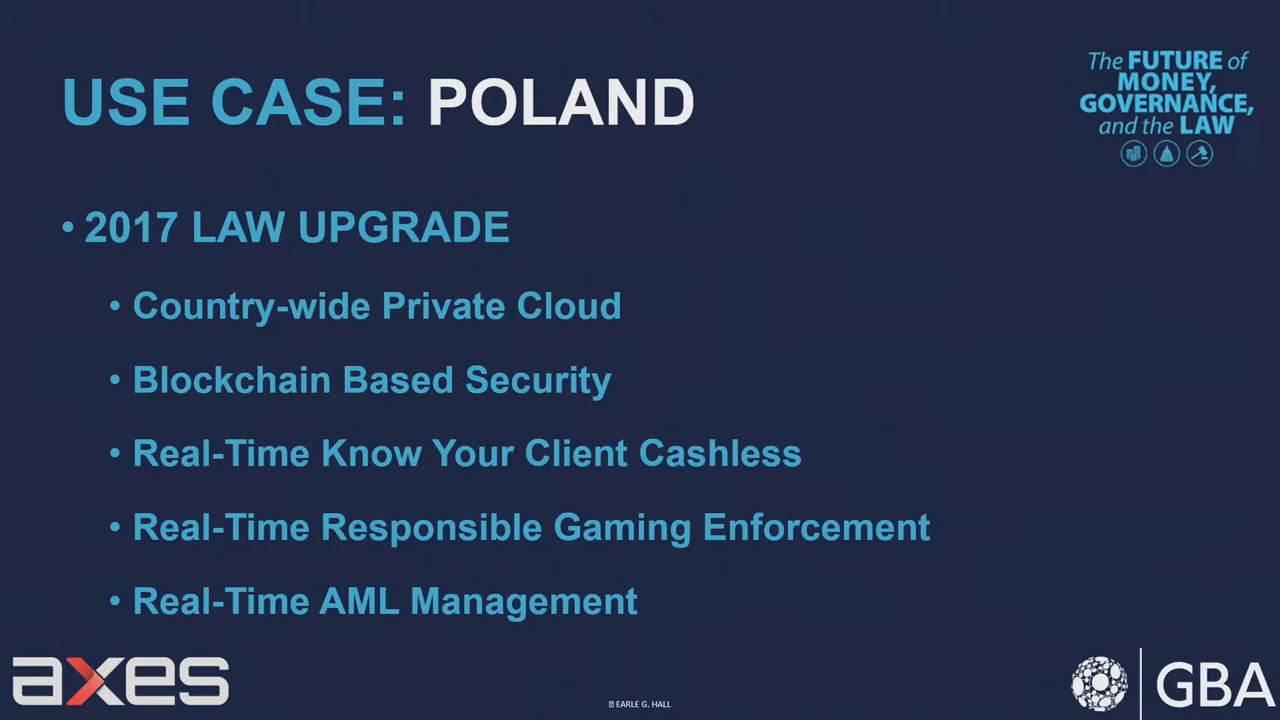 USE CASE: POLAND
The FUTURE of
MONEY,
GOVERNANCE,
and the LAW
• 2017 LAW UPGRADE
• Country-wide Private Cloud
• Blockchain Based Security
• Real-Time Know Your Client Cashless
• Real-Time Responsible Gaming Enforcement
• Real-Time AML Management
axes
EARLE G. HALL
GBA